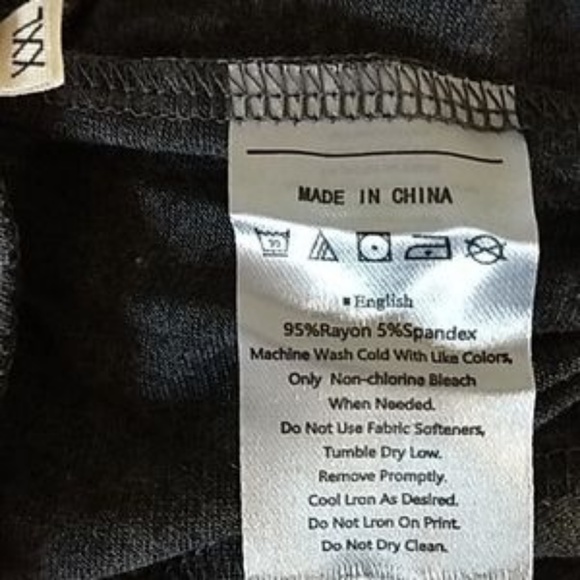 XXL
MADE IN CHINA
30
▪English
95%Rayon 5%Spandex
Machine Wash Cold With Like Colors,
Only Non-chlorine Bleach
When Needed.
Do Not Use Fabric Softeners,
Tumble Dry Low.
Remove Promptly.
Cool Lron As Desired.
Do Not Lron On Print.
Do Not Dry Clean.